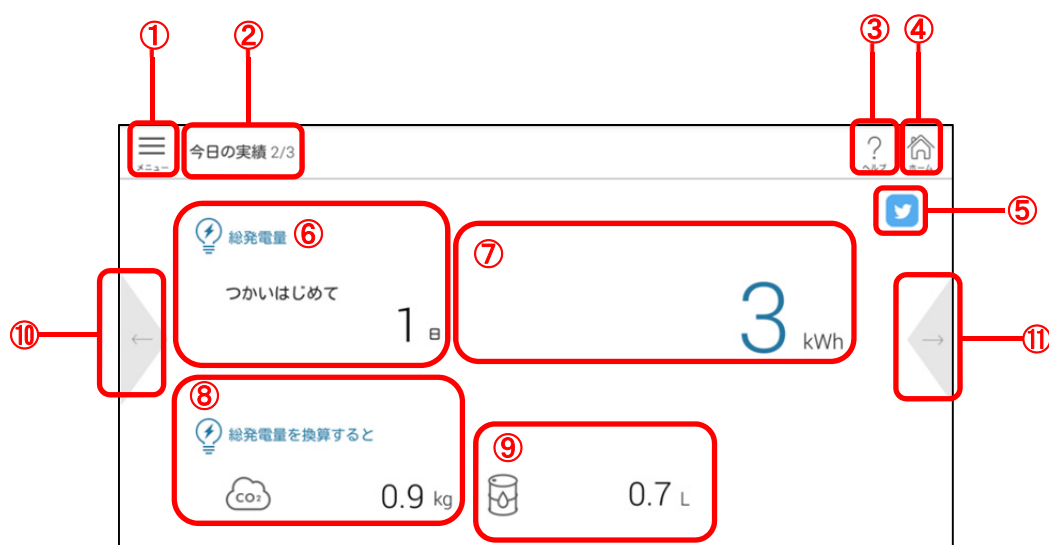 ① ② ③ ④
メニュー 今日の実績 2/3 ? ヘルプ ホーム
⑤
総発電量 ⑥
⑦
つかいはじめて
1 日
3 kWh
⑩ ← → ⑪
⑧
総発電量を換算すると
⑨
CO2 0.9 kg 0.7 L